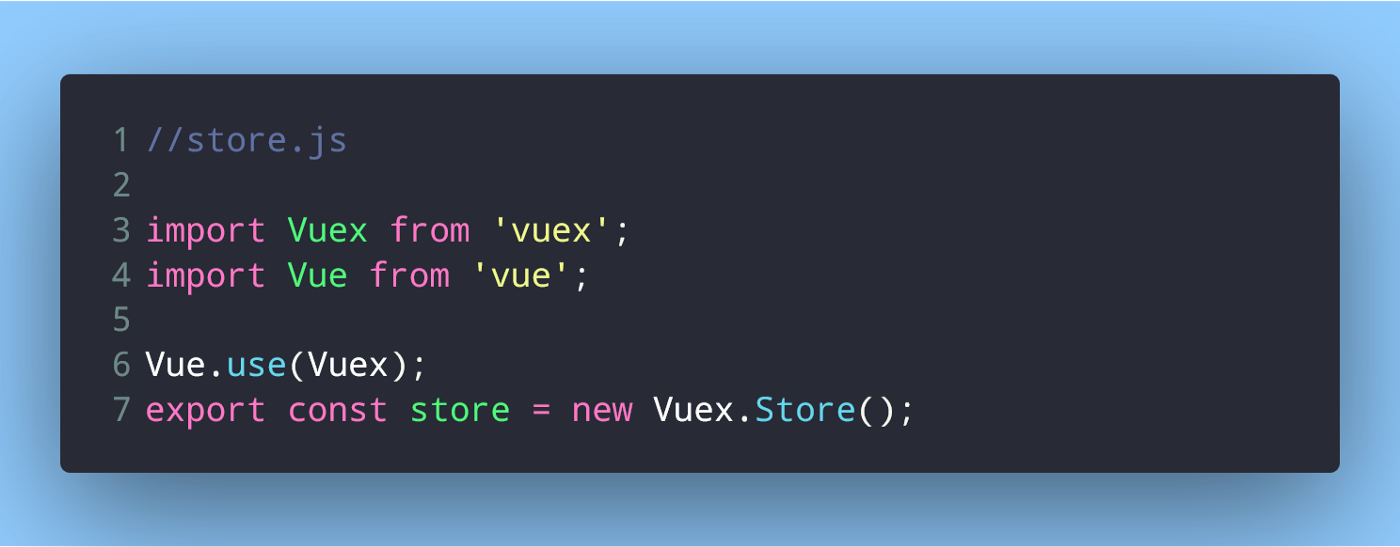 1 //store.js
2
3 import Vuex from 'vuex';
4 import Vue from 'vue';
5
6 Vue.use(Vuex);
7 export const store = new Vuex.Store();